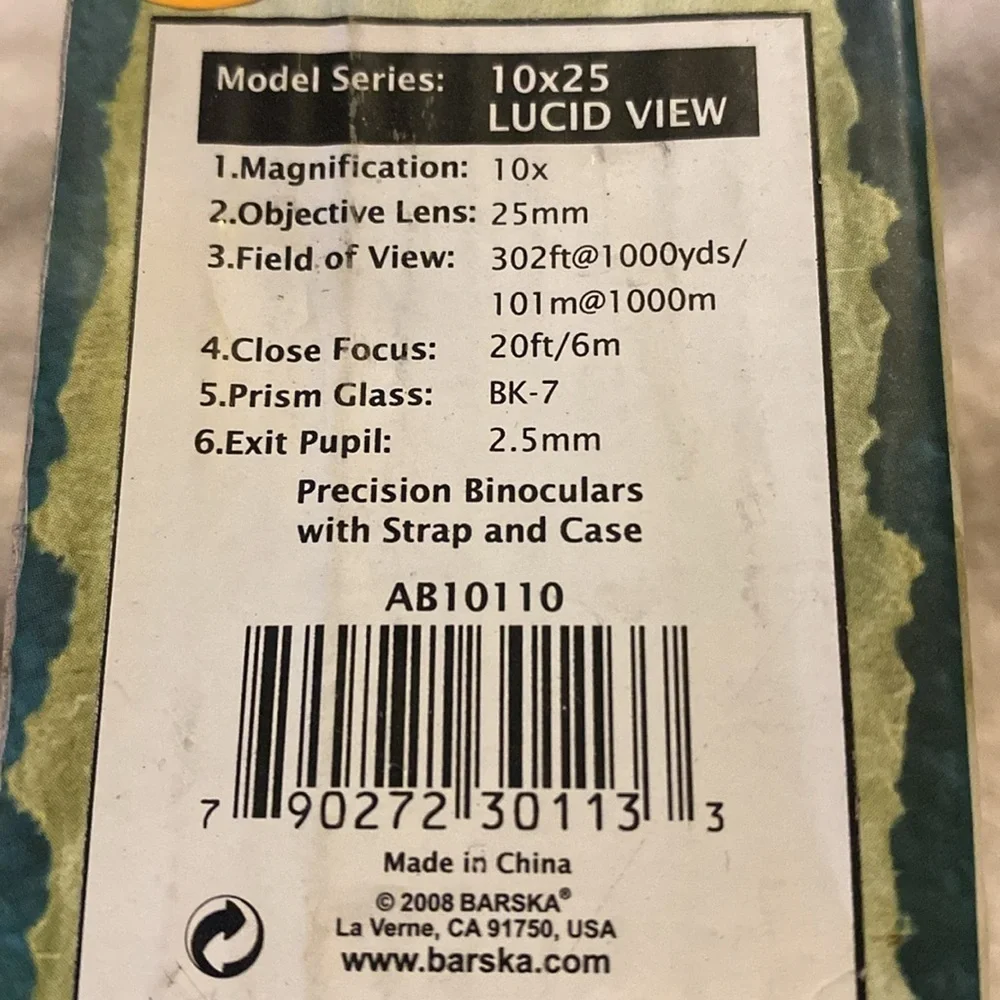 Model Series: 10x25
LUCID VIEW
1.Magnification: 10x
2.Objective Lens: 25mm
3.Field of View: 302ft@1000yds/
101m@1000m
4.Close Focus: 20ft/6m
5.Prism Glass: BK-7
6.Exit Pupil: 2.5mm
Precision Binoculars
with Strap and Case
AB10110
7 90272 30113 3
Made in China
© 2008 BARSKA®
La Verne, CA 91750, USA
www.barska.com